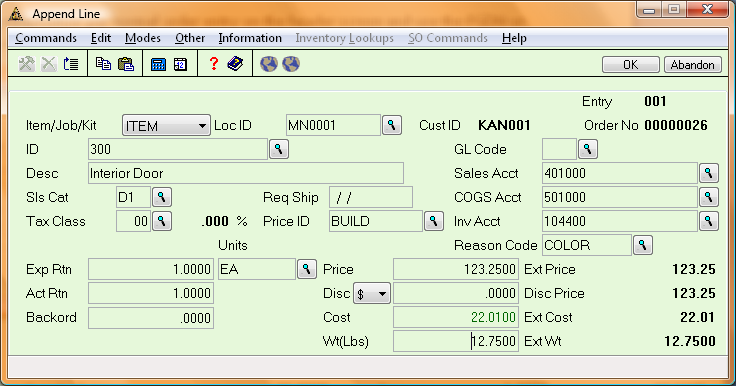 Append Line
Commands Edit Modes Other Information Inventory Lookups SO Commands Help
OK Abandon
Entry 001
Item/Job/Kit ITEM Loc ID MN0001 Cust ID KAN001 Order No 00000026
ID 300 GL Code
Desc Interior Door Sales Acct 401000
Sls Cat D1 Req Ship / / COGS Acct 501000
Tax Class 00 .000 % Price ID BUILD Inv Acct 104400
Units Reason Code COLOR
Exp Rtn 1.0000 EA Price 123.2500 Ext Price 123.25
Act Rtn 1.0000 Disc $ .0000 Disc Price 123.25
Backord .0000 Cost 22.0100 Ext Cost 22.01
Wt(Lbs) 12.7500 Ext Wt 12.7500